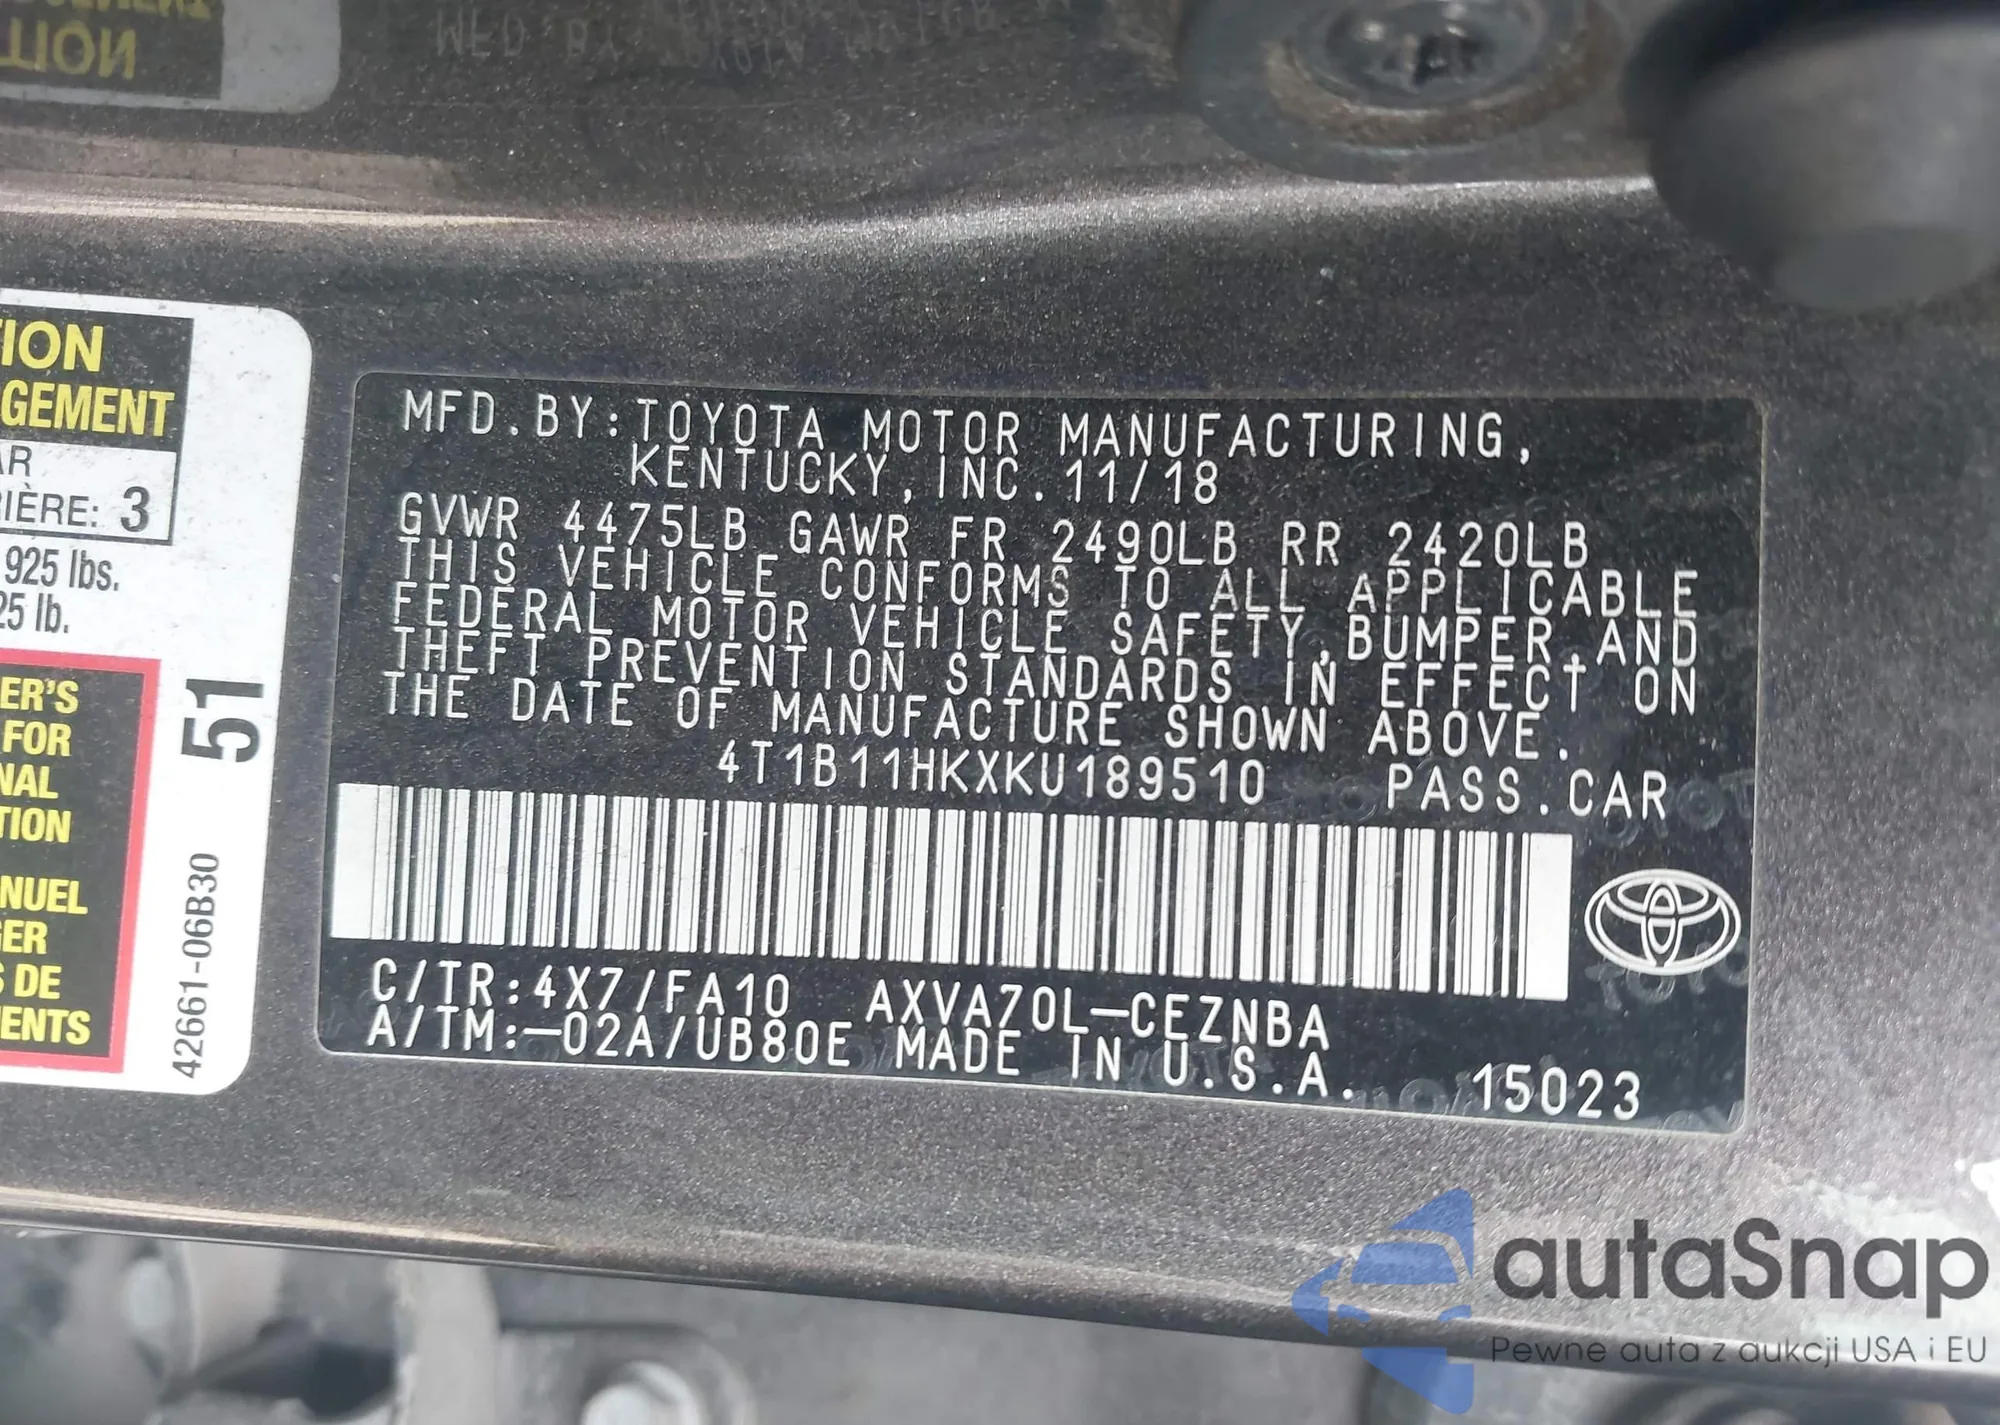 TION
GEMENT
AR
IÈRE: 3
925 lbs.
25 lb.
ER'S
FOR
NAL
TION
NUEL
GER
S DE
ENTS
51
42661-06B30
MFD.BY:TOYOTA MOTOR MANUFACTURING,
KENTUCKY,INC.11/18
GVWR 4475LB GAWR FR 2490LB RR 2420LB
THIS VEHICLE CONFORMS TO ALL APPLICABLE
FEDERAL MOTOR VEHICLE SAFETY,BUMPER,AND
THEFT PREVENTION STANDARDS IN EFFECT ON
THE DATE OF MANUFACTURE SHOWN ABOVE.
4T1B11HKXKU189510 PASS.CAR
C/TR:4X7/FA10 AXVA70L-CEZNBA
A/TM:-02A/UB80E MADE IN U.S.A. 15023
autaSnap
Pewne auta z aukcji USA i EU